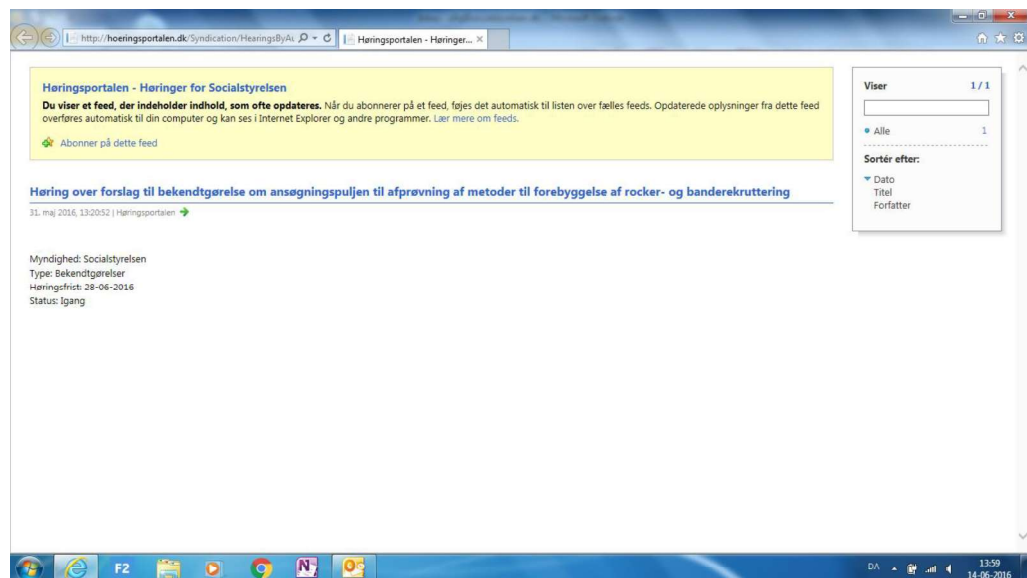 http://hoeringsportalen.dk/Syndication/HearingsByAu
Høringsportalen - Høringer...
Høringsportalen - Høringer for Socialstyrelsen
Du viser et feed, der indeholder indhold, som ofte opdateres. Når du abonnerer på et feed, føjes det automatisk til listen over fælles feeds. Opdaterede oplysninger fra dette feed
overføres automatisk til din computer og kan ses i Internet Explorer og andre programmer. Lær mere om feeds.
Abonner på dette feed
Høring over forslag til bekendtgørelse om ansøgningspuljen til afprøvning af metoder til forebyggelse af rocker- og banderekruttering
31. maj 2016, 13:20:52 | Høringsportalen
Myndighed: Socialstyrelsen
Type: Bekendtgørelser
Høringsfrist: 28-06-2016
Status: Igang
Viser 1 / 1
Alle 1
Sortér efter:
Dato
Titel
Forfatter
F2
DA
13:59
14-06-2016